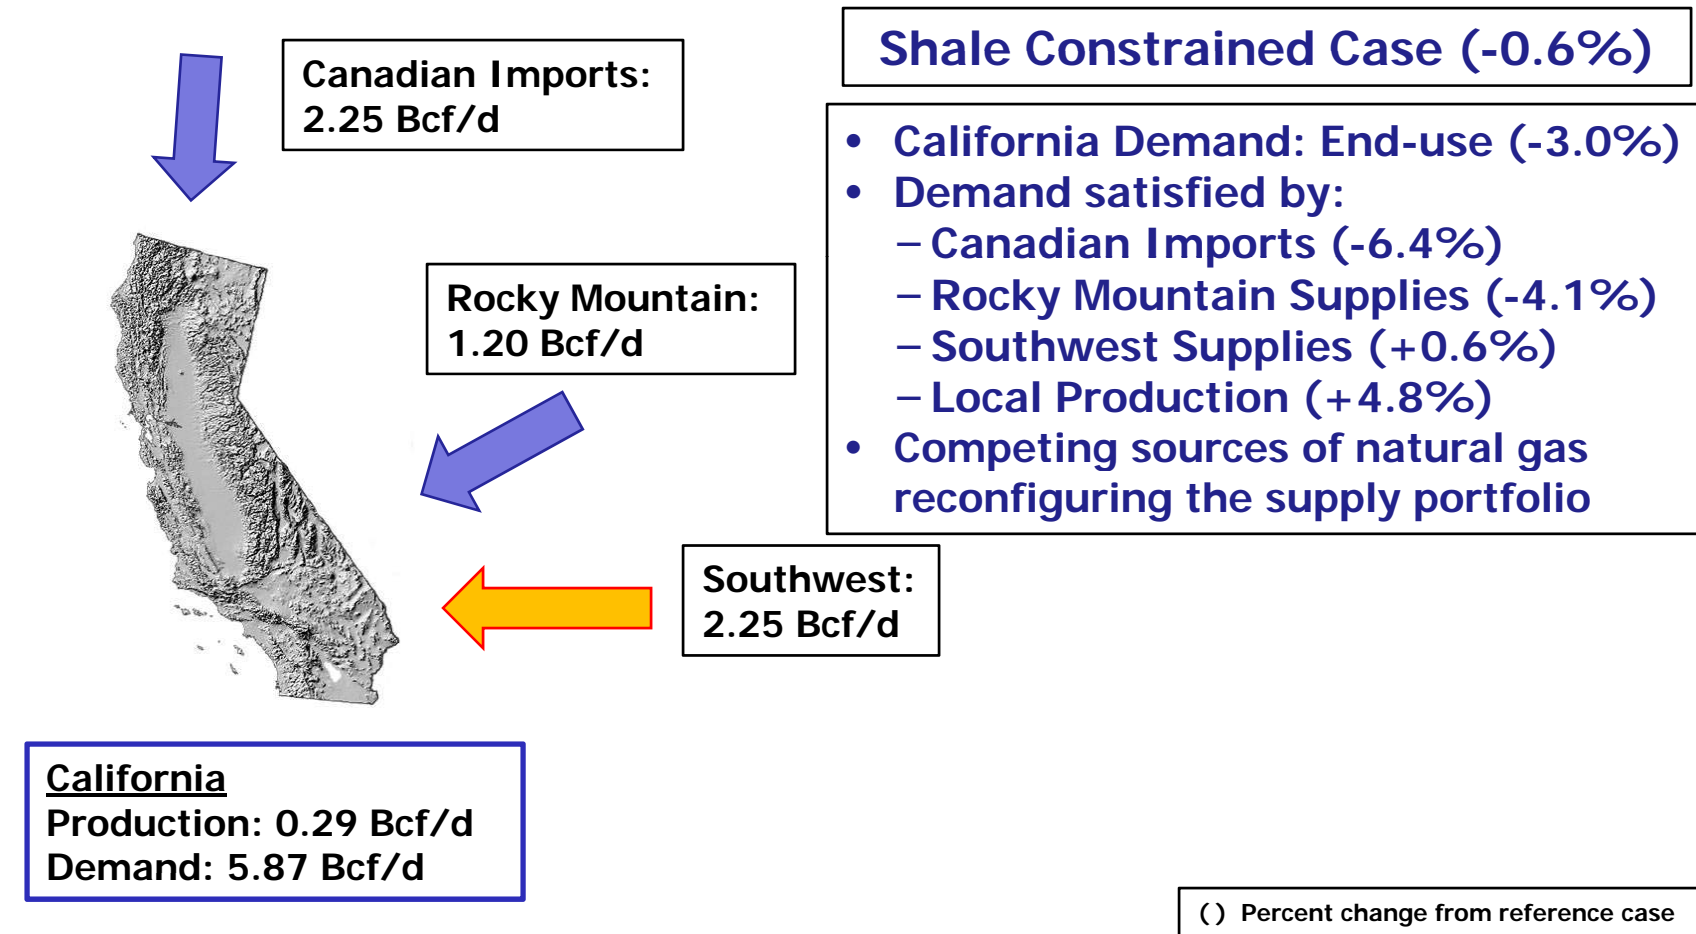 Shale Constrained Case (-0.6%)
Canadian Imports:
2.25 Bcf/d
• California Demand: End-use (-3.0%)
• Demand satisfied by:
– Canadian Imports (-6.4%)
– Rocky Mountain Supplies (-4.1%)
– Southwest Supplies (+0.6%)
– Local Production (+4.8%)
• Competing sources of natural gas
reconfiguring the supply portfolio
Rocky Mountain:
1.20 Bcf/d
Southwest:
2.25 Bcf/d
California
Production: 0.29 Bcf/d
Demand: 5.87 Bcf/d
( ) Percent change from reference case